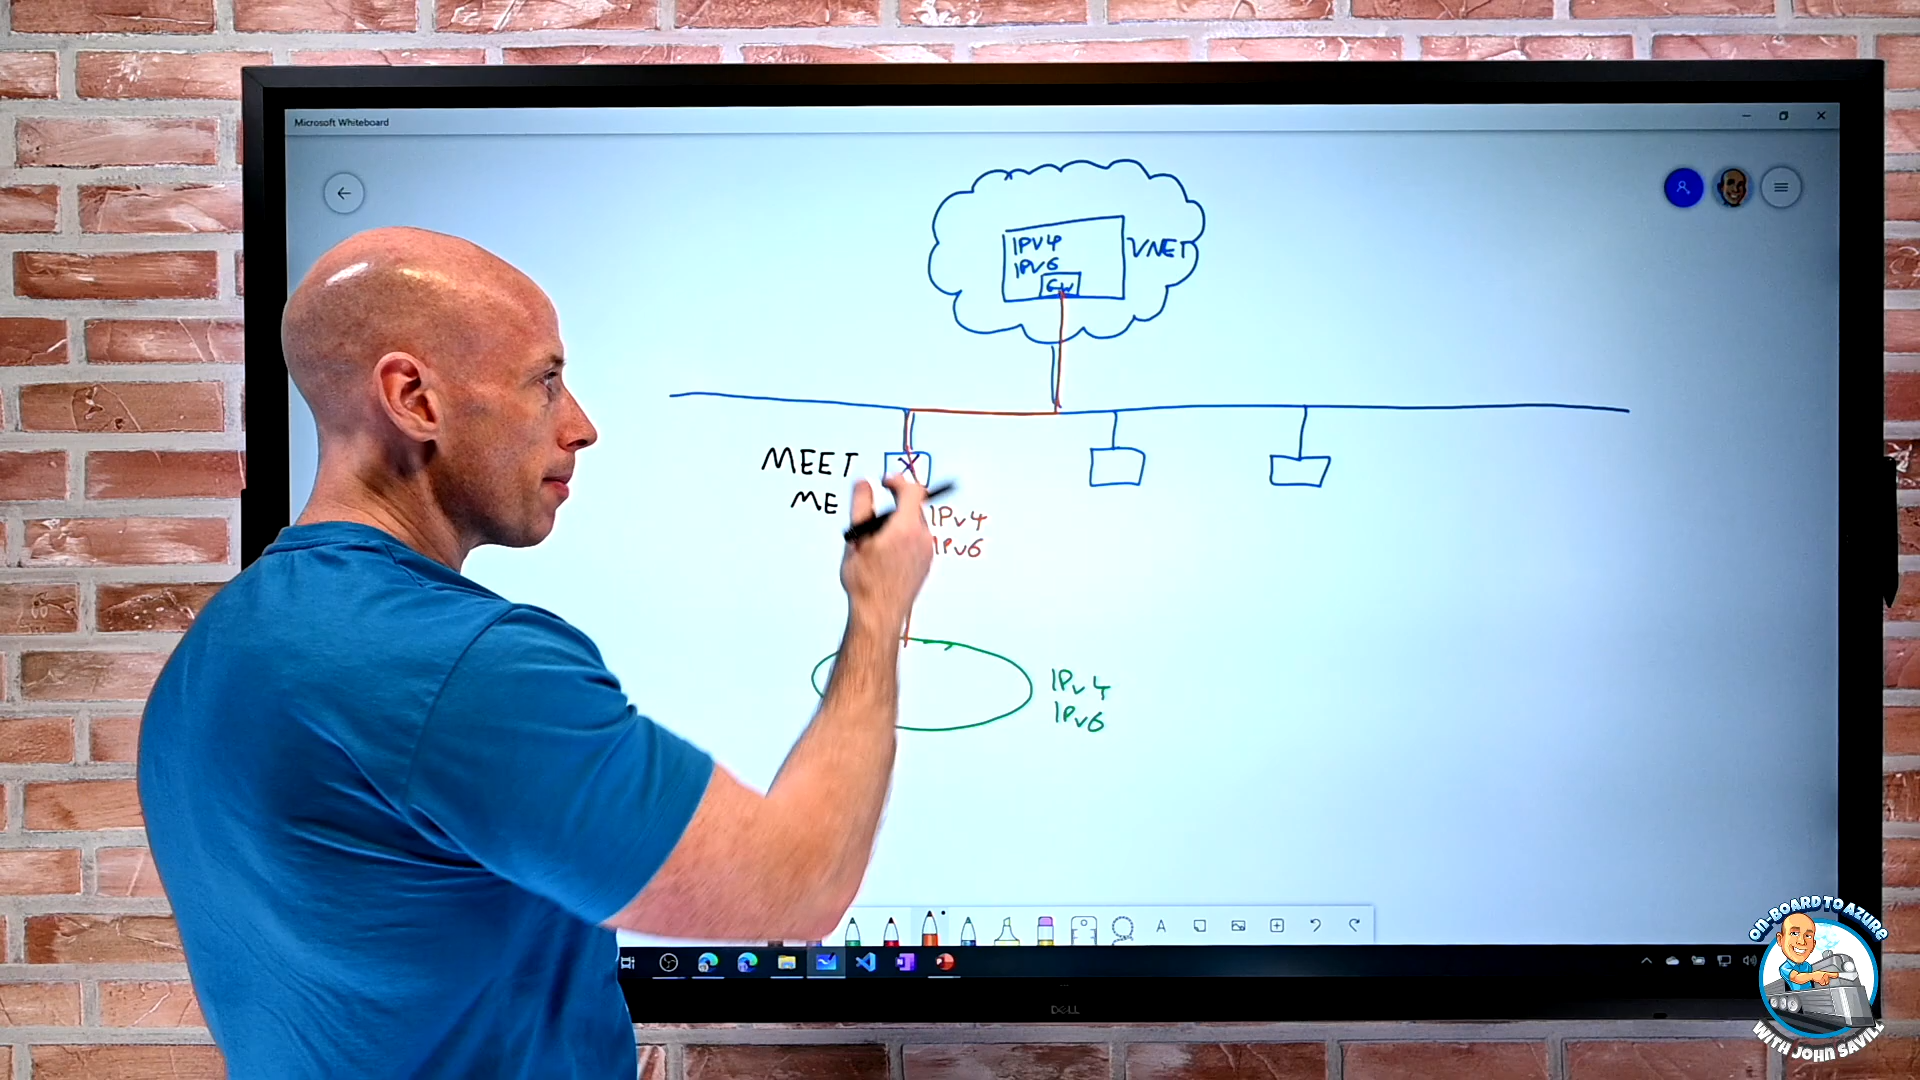 Microsoft Whiteboard
IPv4
IPv6
GW
VNET
MEET
ME
IPv4
IPv6
IPv4
IPv6
A
DELL
ON-BOARD TO AZURE
WITH JOHN SAVILL